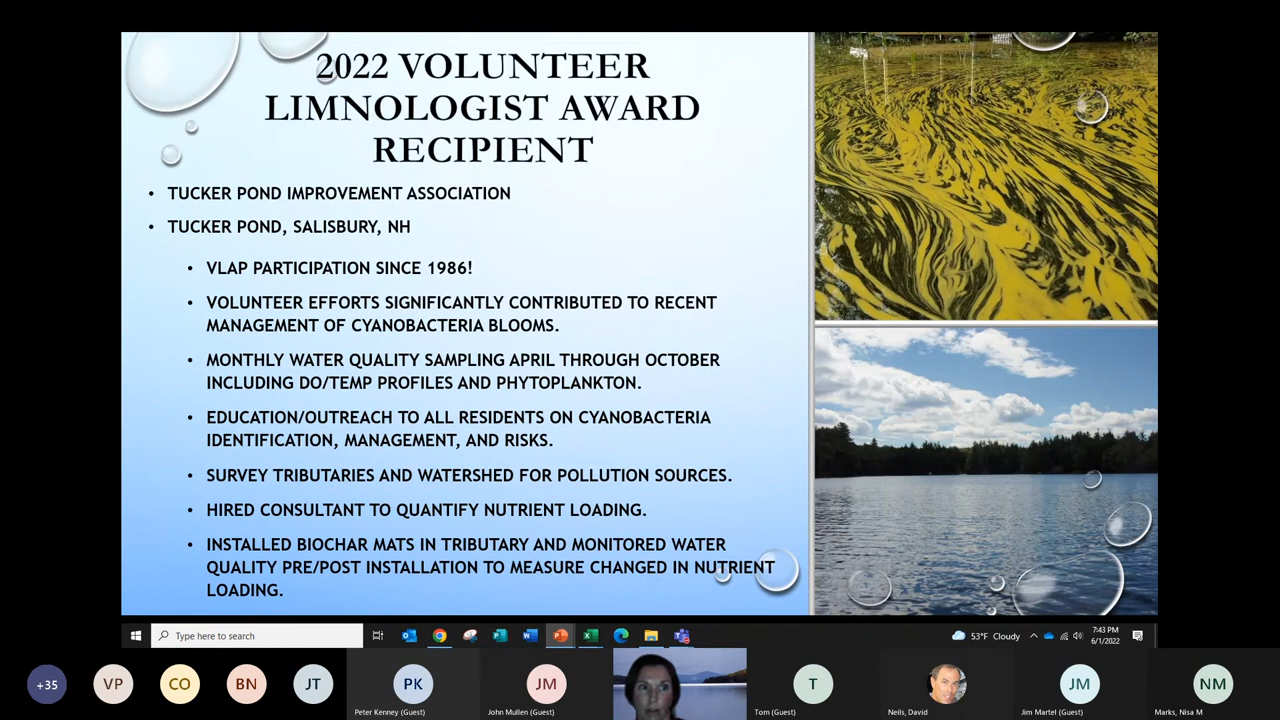 2022 VOLUNTEER
LIMNOLOGIST AWARD
RECIPIENT
• TUCKER POND IMPROVEMENT ASSOCIATION
• TUCKER POND, SALISBURY, NH
• VLAP PARTICIPATION SINCE 1986!
• VOLUNTEER EFFORTS SIGNIFICANTLY CONTRIBUTED TO RECENT
MANAGEMENT OF CYANOBACTERIA BLOOMS.
• MONTHLY WATER QUALITY SAMPLING APRIL THROUGH OCTOBER
INCLUDING DO/TEMP PROFILES AND PHYTOPLANKTON.
• EDUCATION/OUTREACH TO ALL RESIDENTS ON CYANOBACTERIA
IDENTIFICATION, MANAGEMENT, AND RISKS.
• SURVEY TRIBUTARIES AND WATERSHED FOR POLLUTION SOURCES.
• HIRED CONSULTANT TO QUANTIFY NUTRIENT LOADING.
• INSTALLED BIOCHAR MATS IN TRIBUTARY AND MONITORED WATER
QUALITY PRE/POST INSTALLATION TO MEASURE CHANGED IN NUTRIENT
LOADING.
Type here to search
53°F Cloudy
7:43 PM
6/1/2022
+35
VP
CO
BN
JT
PK
JM
T
JM
NM
Peter Kenney (Guest)
John Mullen (Guest)
Tom (Guest)
Neils, David
Jim Martel (Guest)
Marks, Nisa M